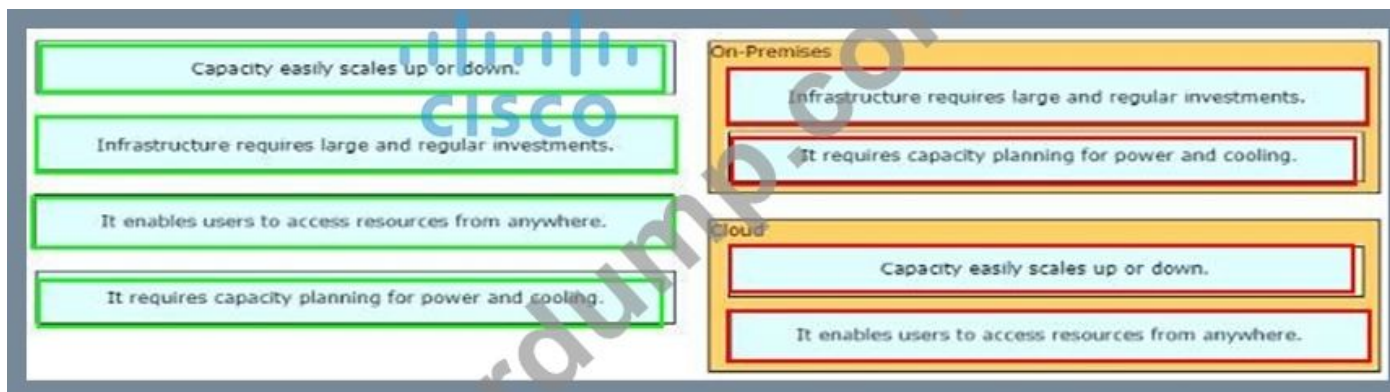 Capacity easily scales up or down.
Infrastructure requires large and regular investments.
It enables users to access resources from anywhere.
It requires capacity planning for power and cooling.
CISCO
On-Premises
Infrastructure requires large and regular investments.
It requires capacity planning for power and cooling.
Cloud
Capacity easily scales up or down.
It enables users to access resources from anywhere.